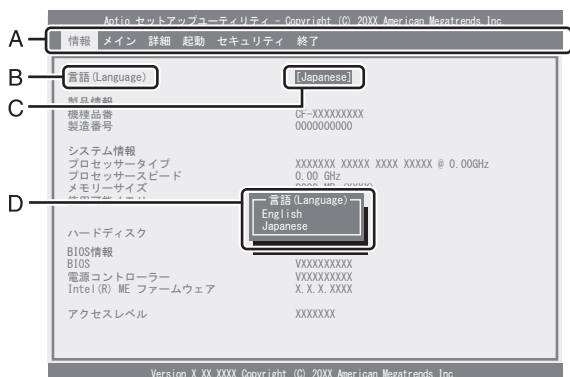 Aptio セットアップユーティリティ - Copyright (C) 20XX American Megatrends Inc
A 情報 メイン 詳細 起動 セキュリティ 終了
B 言語(Language) [Japanese]
C
製品情報
機種品番 CF-XXXXXXXXX
製造番号 0000000000
システム情報
プロセッサータイプ XXXXXXX XXXXX XXXX XXXXX @ 0.00GHz
プロセッサースピード 0.00 GHz
メモリーサイズ
D 言語(Language)
English
Japanese
ハードディスク
BIOS情報
BIOS VXXXXXXXXX
電源コントローラー VXXXXXXXXX
Intel(R) ME ファームウェア X.X.X.XXXX
アクセスレベル XXXXXXX
Version X XX XXXX Copyright (C) 20XX American Megatrends Inc